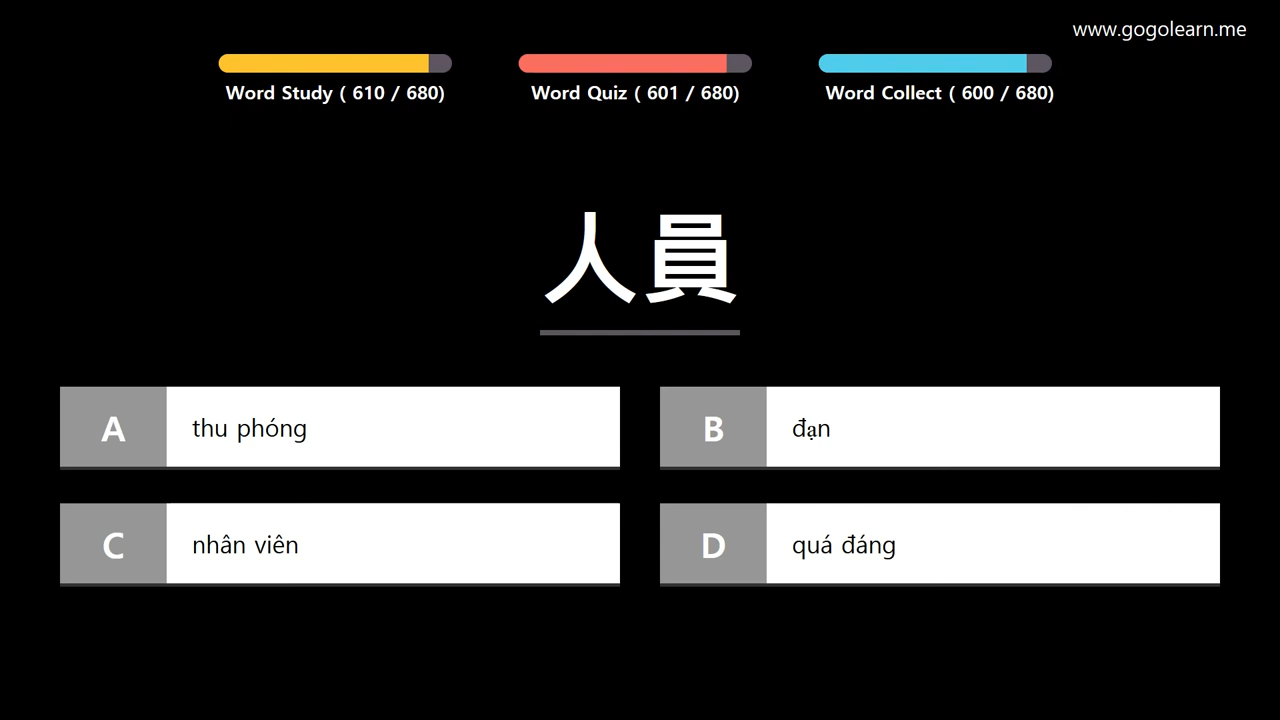 www.gogolearn.me
Word Study ( 610 / 680)
Word Quiz ( 601 / 680)
Word Collect ( 600 / 680)
人員
A thu phóng
B đạn
C nhân viên
D quá đáng